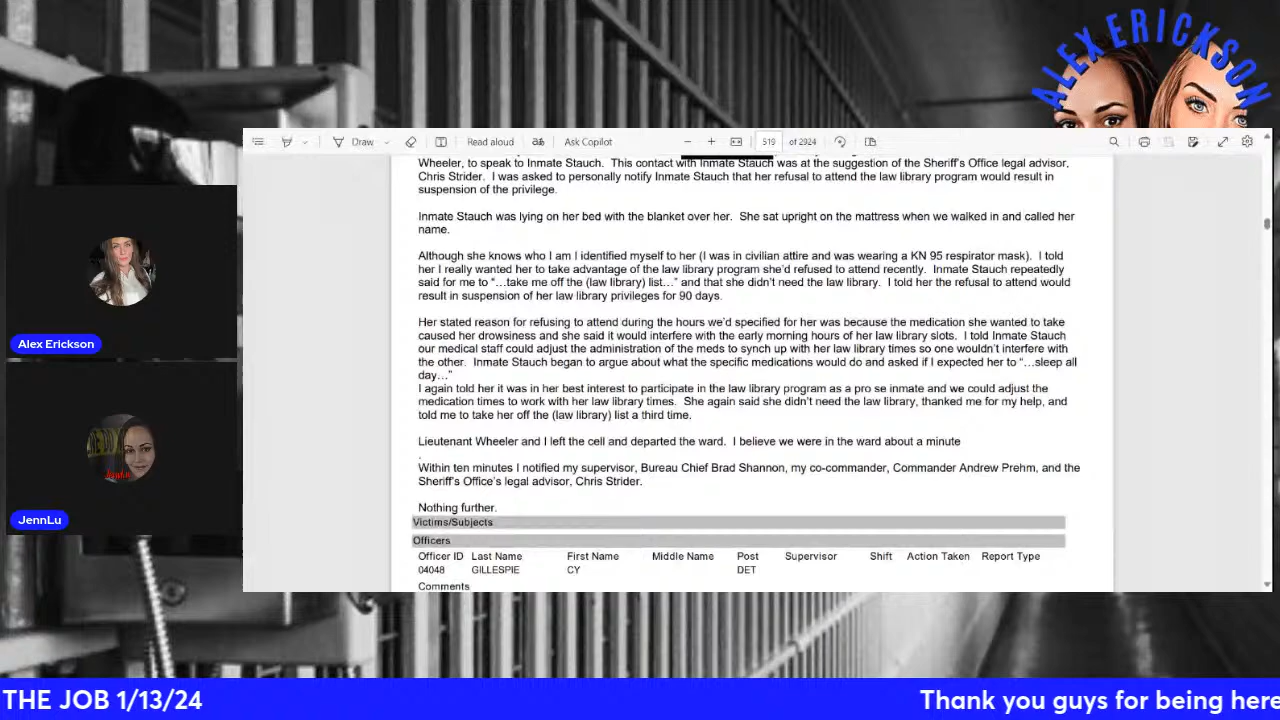 ALEX ERICKSON
Draw
Read aloud
Ask Copilot
519 of 2924
Wheeler, to speak to Inmate Stauch. This contact with Inmate Stauch was at the suggestion of the Sheriff's Office legal advisor,
Chris Strider. I was asked to personally notify Inmate Stauch that her refusal to attend the law library program would result in
suspension of the privilege.
Inmate Stauch was lying on her bed with the blanket over her. She sat upright on the mattress when we walked in and called her
name.
Although she knows who I am I identified myself to her (I was in civilian attire and was wearing a KN 95 respirator mask). I told
her I really wanted her to take advantage of the law library program she'd refused to attend recently. Inmate Stauch repeatedly
said for me to “…take me off the (law library) list…” and that she didn't need the law library. I told her the refusal to attend would
result in suspension of her law library privileges for 90 days.
Her stated reason for refusing to attend during the hours we'd specified for her was because the medication she wanted to take
caused her drowsiness and she said it would interfere with the early morning hours of her law library slots. I told Inmate Stauch
our medical staff could adjust the administration of the meds to synch up with her law library times so one wouldn't interfere with
the other. Inmate Stauch began to argue about what the specific medications would do and asked if I expected her to “…sleep all
day…”
I again told her it was in her best interest to participate in the law library program as a pro se inmate and we could adjust the
medication times to work with her law library times. She again said she didn't need the law library, thanked me for my help, and
told me to take her off the (law library) list a third time.
Lieutenant Wheeler and I left the cell and departed the ward. I believe we were in the ward about a minute
.
Within ten minutes I notified my supervisor, Bureau Chief Brad Shannon, my co-commander, Commander Andrew Prehm, and the
Sheriff's Office's legal advisor, Chris Strider.
Nothing further.
Victims/Subjects
Officers
Officer ID Last Name First Name Middle Name Post Supervisor Shift Action Taken Report Type
04048 GILLESPIE CY DET
Comments
Alex Erickson
JennLu
THE JOB 1/13/24
Thank you guys for being here